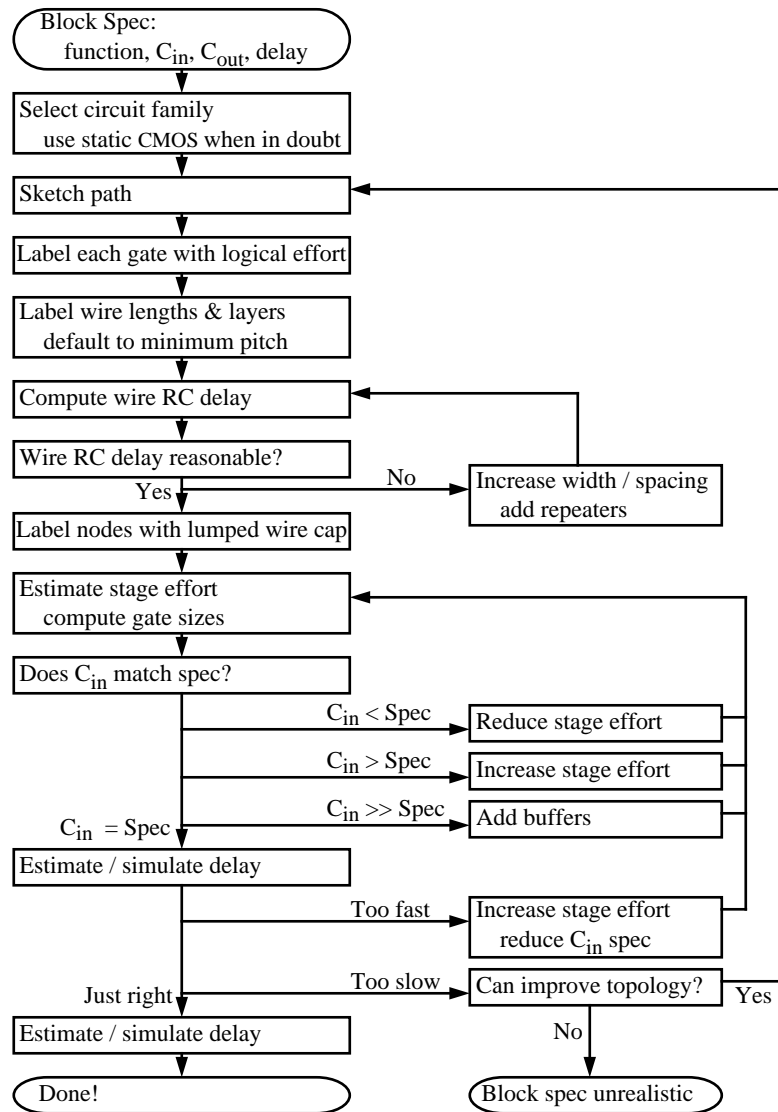 Block Spec:
function, Cin, Cout, delay
Select circuit family
use static CMOS when in doubt
Sketch path
Label each gate with logical effort
Label wire lengths & layers
default to minimum pitch
Compute wire RC delay
Wire RC delay reasonable?
Yes
No
Increase width / spacing
add repeaters
Label nodes with lumped wire cap
Estimate stage effort
compute gate sizes
Does Cin match spec?
Cin < Spec
Reduce stage effort
Cin > Spec
Increase stage effort
Cin >> Spec
Add buffers
Cin = Spec
Estimate / simulate delay
Too fast
Increase stage effort
reduce Cin spec
Just right
Too slow
Can improve topology?
Yes
Estimate / simulate delay
No
Done!
Block spec unrealistic